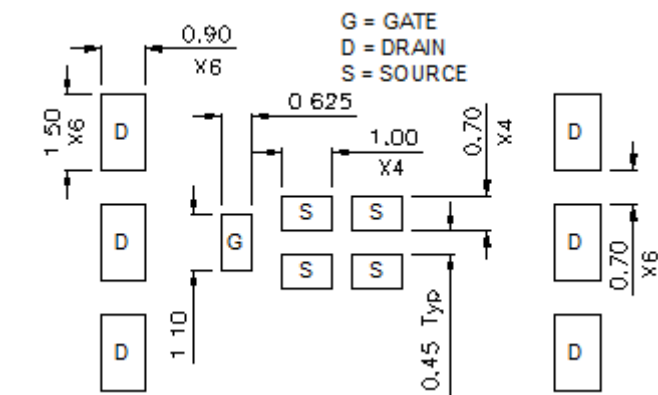 G = GATE
D = DRAIN
S = SOURCE
0.90
X6
1 50
X6
0 625
1.00
X4
0.70
X4
D
D
S
S
D
G
D
S
S
0.70
X6
1 10
0.45 Typ
D
D